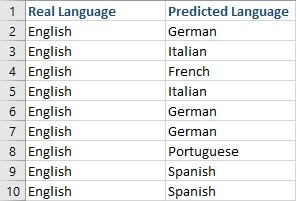 1 Real Language Predicted Language
2 English German
3 English Italian
4 English French
5 English Italian
6 English German
7 English German
8 English Portuguese
9 English Spanish
10 English Spanish